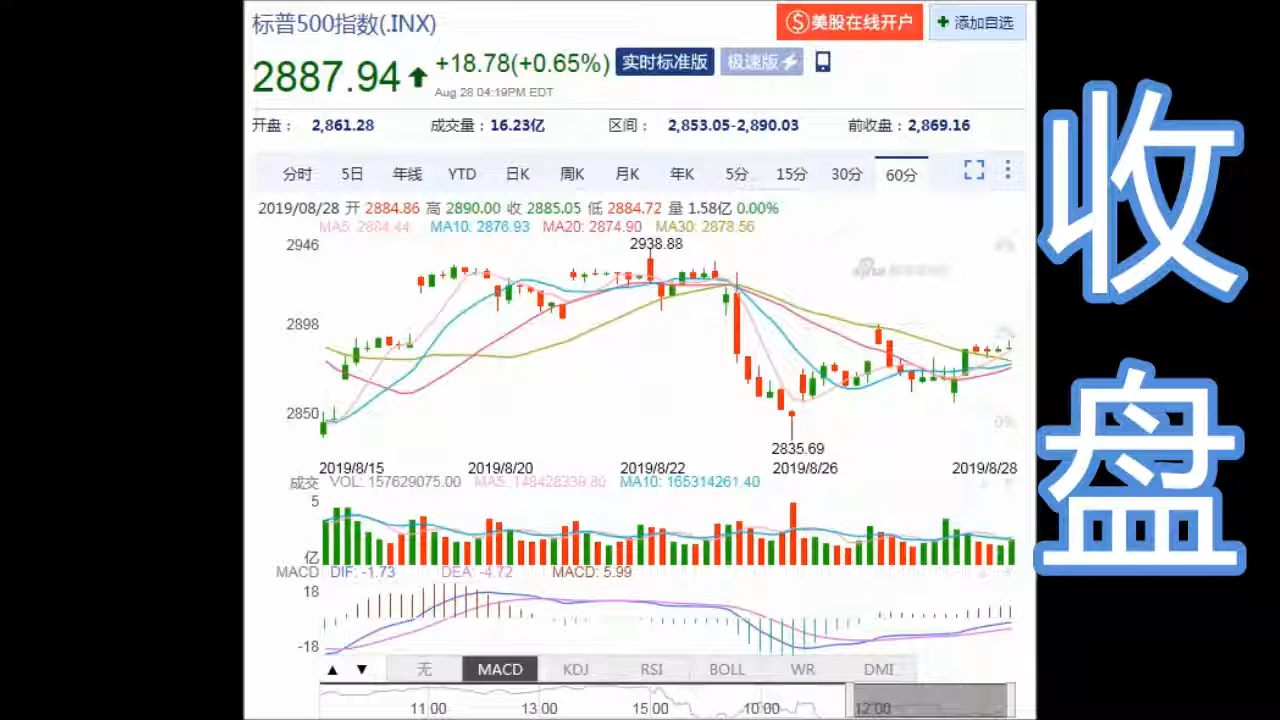 标普500指数(.INX)
美股在线开户
添加自选
2887.94
+18.78(+0.65%)
实时标准版
极速版
Aug 28 04:19PM EDT
开盘: 2,861.28
成交量: 16.23亿
区间: 2,853.05-2,890.03
前收盘: 2,869.16
分时 5日 年线 YTD 日K 周K 月K 年K 5分 15分 30分 60分
2019/08/28 开 2884.86 高 2890.00 收 2885.05 低 2884.72 量 1.58亿 0.00%
MA5: 2884.44 MA10: 2876.93 MA20: 2874.90 MA30: 2878.56
2946
2938.88
2898
2850
0%
2835.69
2019/8/15 2019/8/20 2019/8/22 2019/8/26 2019/8/28
成交 VOL: 157629075.00 MA5: 148428339.80 MA10: 165314261.40
5
亿
MACD DIF: -1.73 DEA: -4.72 MACD: 5.99
18
-18
▲ ▼ 无 MACD KDJ RSI BOLL WR DMI
11:00 13:00 15:00 10:00 12:00
收
盘